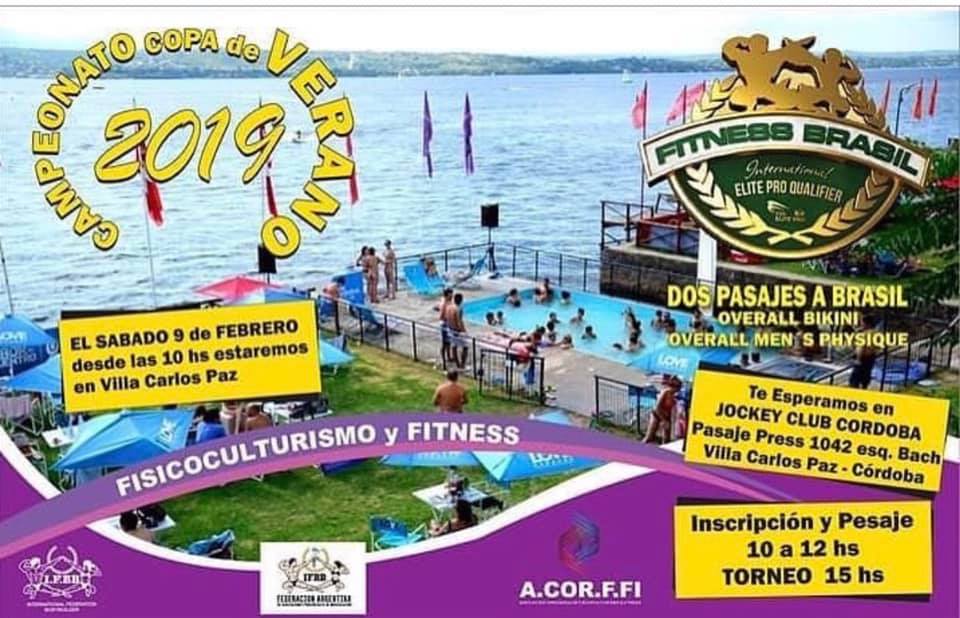 CAMPEONATO COPA de VERANO
2019
FITNESS BRASIL
International
ELITE PRO QUALIFIER
DOS PASAJES A BRASIL
OVERALL BIKINI
OVERALL MEN´S PHYSIQUE
EL SABADO 9 de FEBRERO
desde las 10 hs estaremos
en Villa Carlos Paz
LOVE
LOVE
Te Esperamos en
JOCKEY CLUB CORDOBA
Pasaje Press 1042 esq. Bach
Villa Carlos Paz - Córdoba
FISICOCULTURISMO y FITNESS
Inscripción y Pesaje
10 a 12 hs
TORNEO 15 hs
I.F.B.B
INTERNATIONAL FEDERATION
IFBB
FEDERACION ARGENTINA
A.COR.F.FI